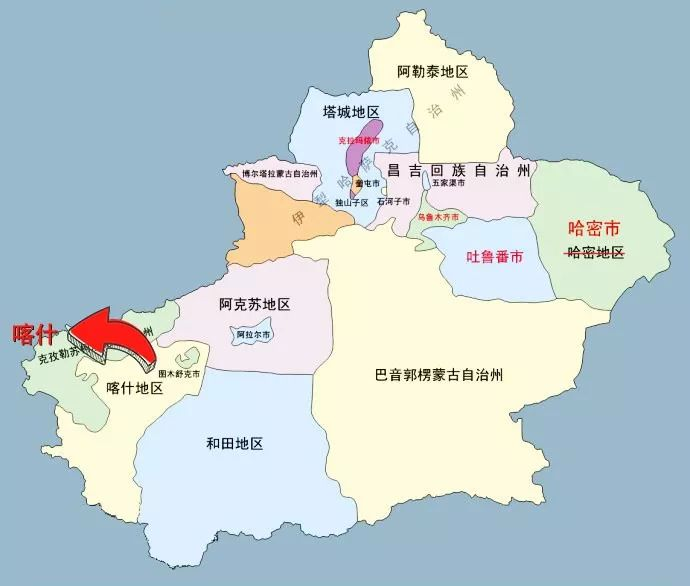 阿勒泰地区
塔城地区
克拉玛依市
伊犁哈萨克自治州
昌吉回族自治州
博尔塔拉蒙古自治州
奎屯市
五家渠市
独山子区
石河子市
乌鲁木齐市
哈密市
哈密地区
吐鲁番市
阿克苏地区
阿拉尔市
喀什
克孜勒苏
州
图木舒克市
喀什地区
巴音郭楞蒙古自治州
和田地区